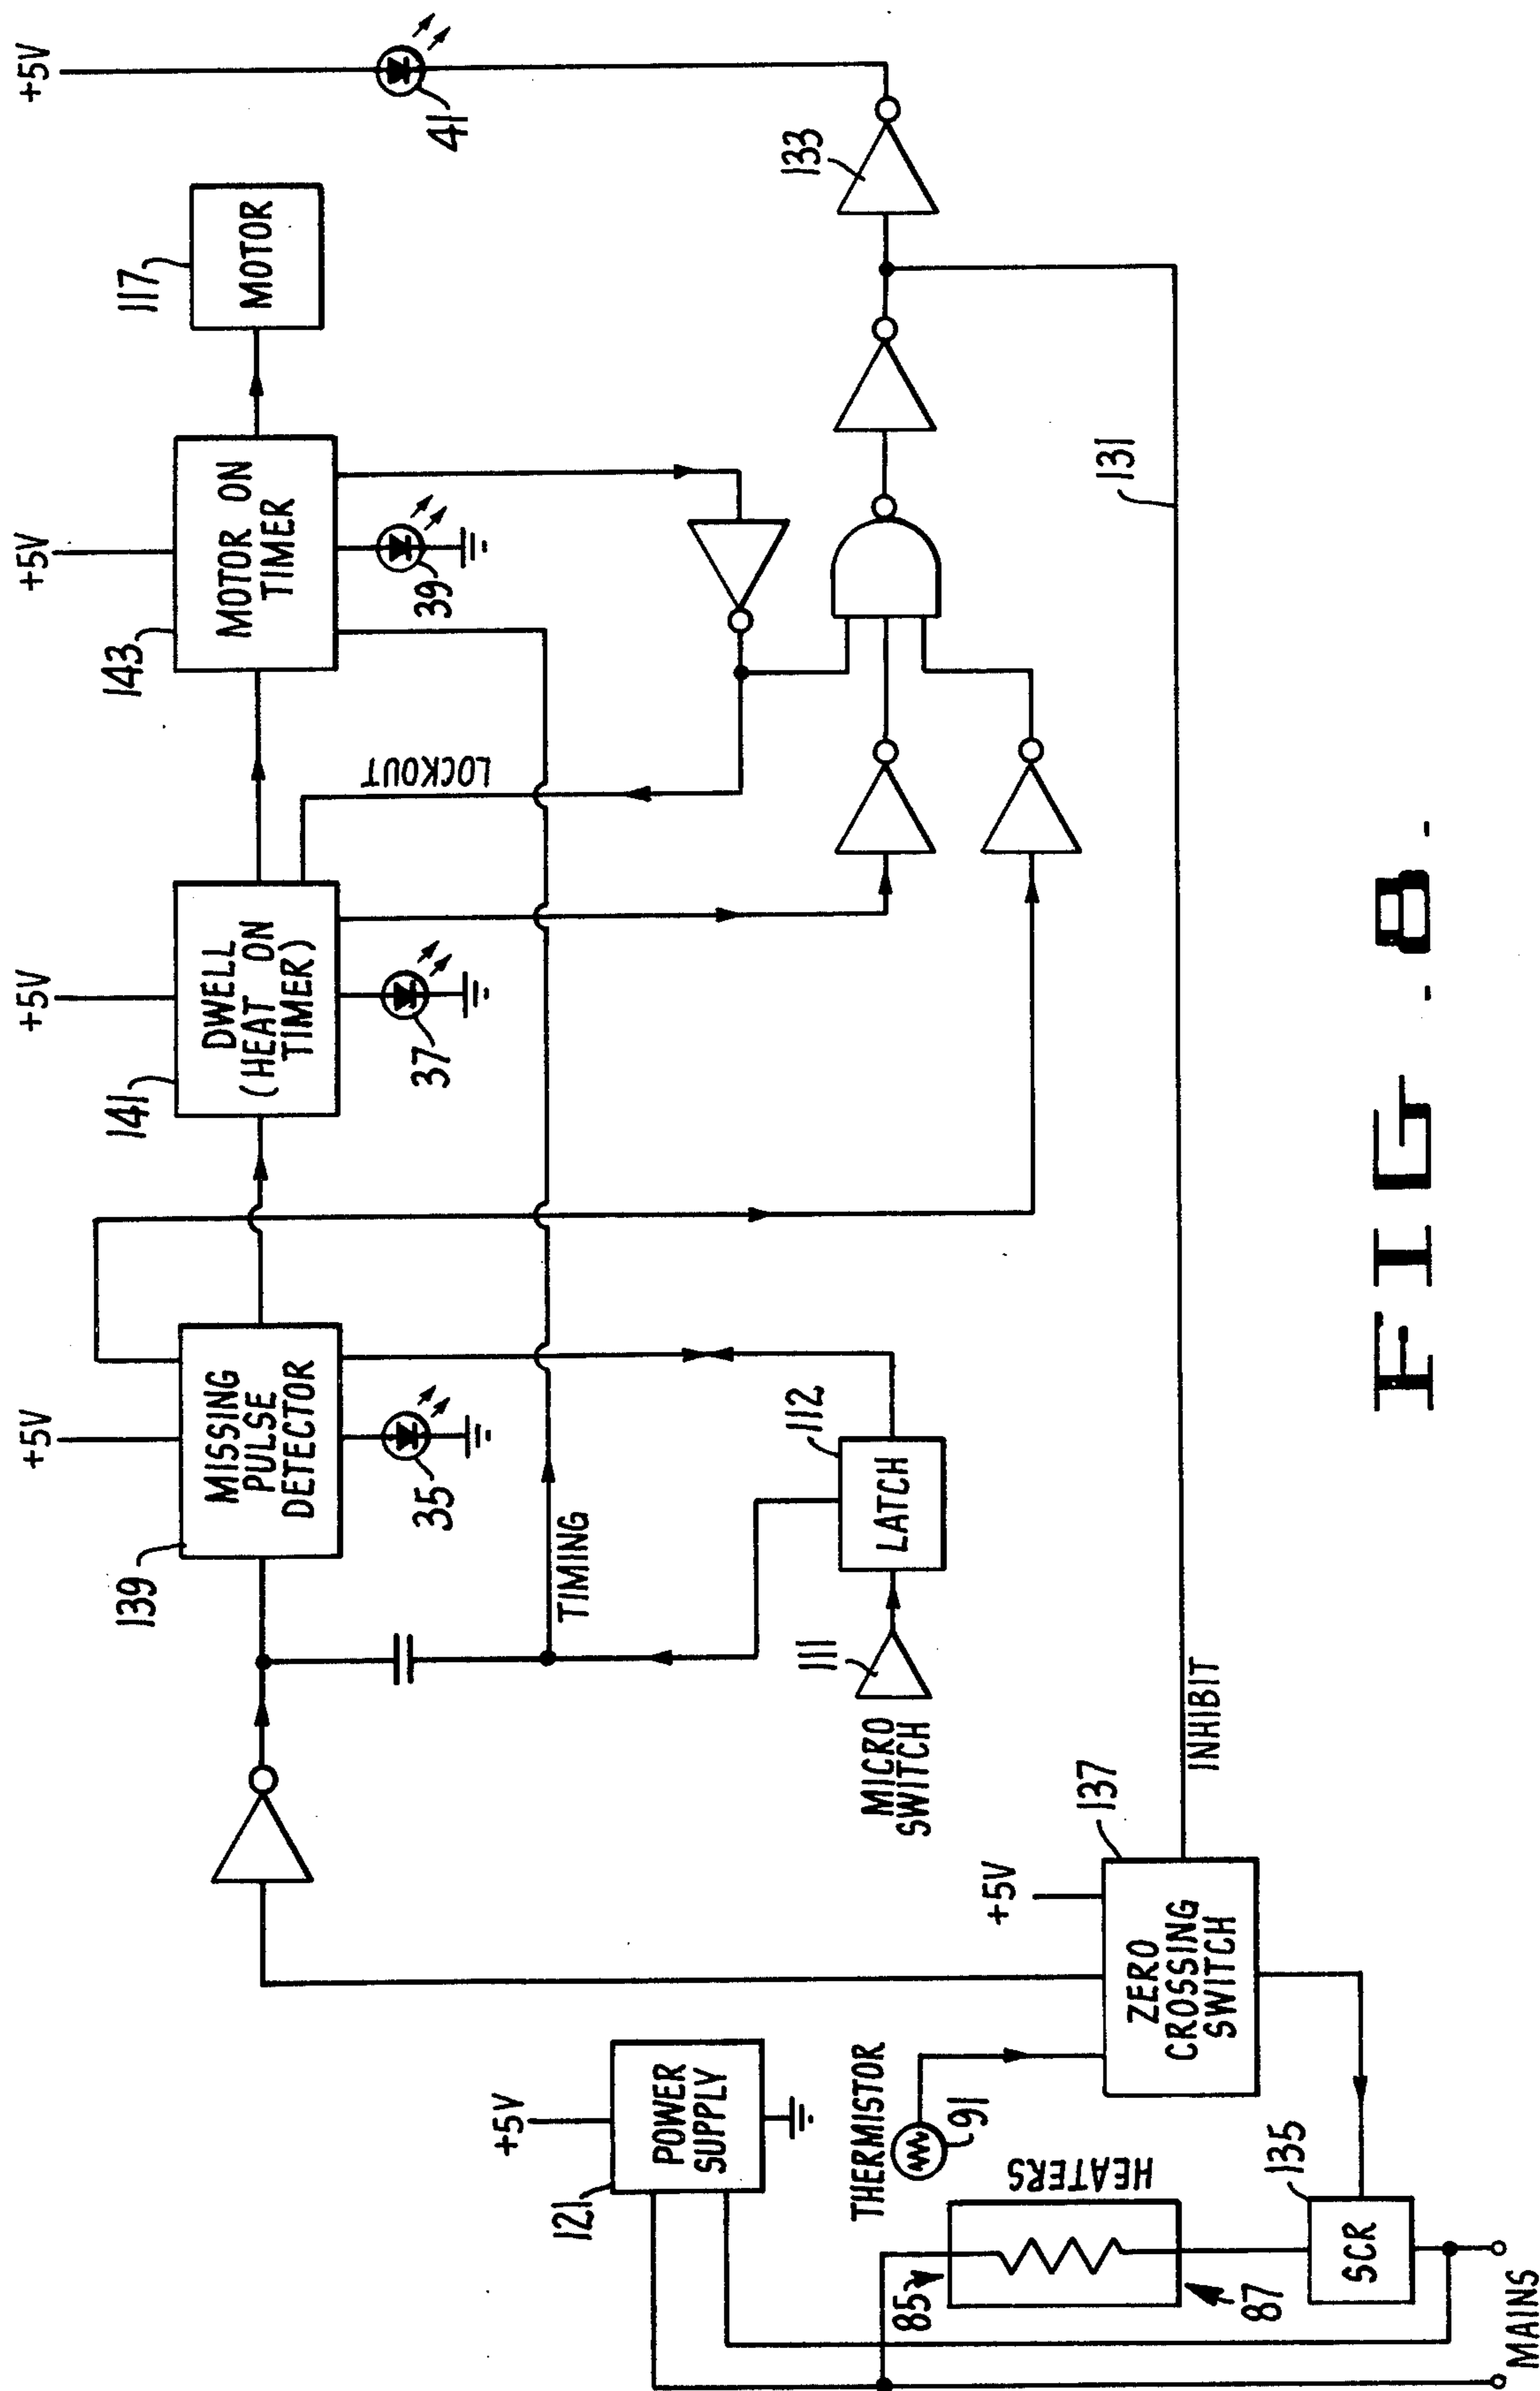 +5V
+5V
+5V
+5V
139
MISSING
PULSE
DETECTOR
35
141
DWELL
(HEAT ON
TIMER)
37
143
MOTOR ON
TIMER
39
117
MOTOR
41
LOCKOUT
TIMING
111
MICRO
SWITCH
112
LATCH
133
131
INHIBIT
+5V
121
POWER
SUPPLY
THERMISTOR
91
+5V
137
ZERO
CROSSING
SWITCH
HEATERS
85
87
135
SCR
MAINS
FIG-8-